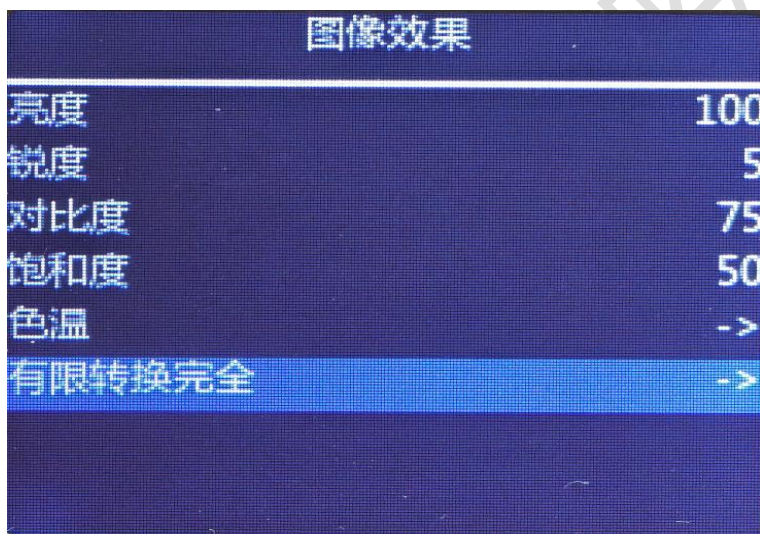 图像效果
亮度 100
锐度 5
对比度 75
饱和度 50
色温 ->
有限转换完全 ->